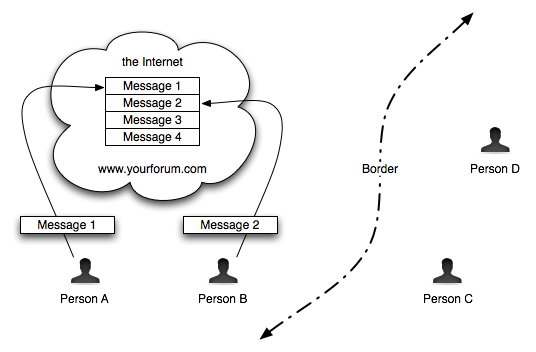 the Internet
Message 1
Message 2
Message 3
Message 4
www.yourforum.com
Border
Person D
Message 1
Message 2
Person A
Person B
Person C